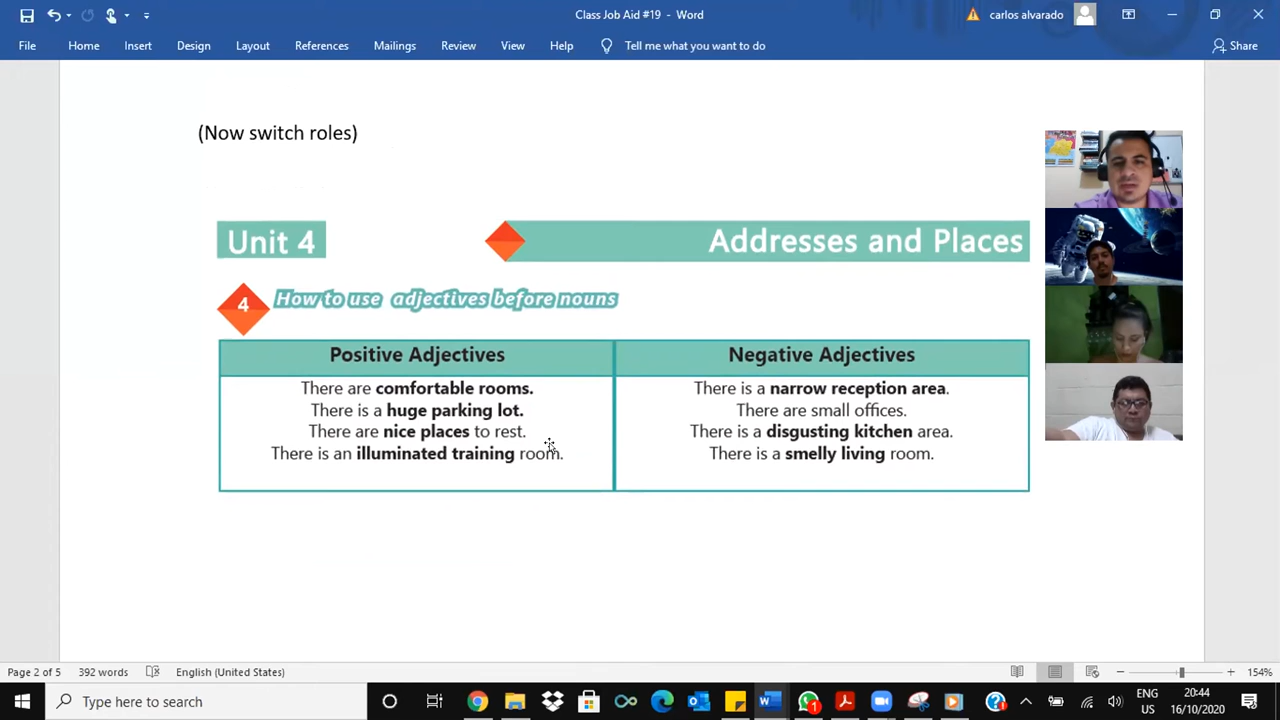 Class Job Aid #19 - Word
carlos alvarado
File Home Insert Design Layout References Mailings Review View Help Tell me what you want to do Share
(Now switch roles)
Unit 4 Addresses and Places
4 How to use adjectives before nouns
Positive Adjectives Negative Adjectives
There are comfortable rooms. There is a narrow reception area.
There is a huge parking lot. There are small offices.
There are nice places to rest. There is a disgusting kitchen area.
There is an illuminated training room. There is a smelly living room.
Page 2 of 5 392 words English (United States) 154%
Type here to search 1 ENG 20:44
US 16/10/2020